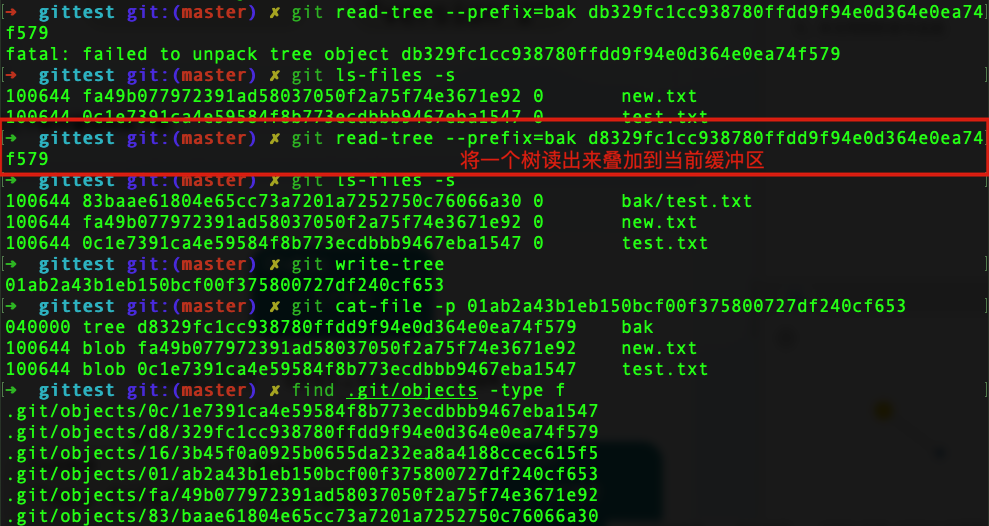 [➜  gittest git:(master) ✗ git read-tree --prefix=bak db329fc1cc938780ffdd9f94e0d364e0ea74]
f579
fatal: failed to unpack tree object db329fc1cc938780ffdd9f94e0d364e0ea74f579
[➜  gittest git:(master) ✗ git ls-files -s ]
100644 fa49b077972391ad58037050f2a75f74e3671e92 0       new.txt
100644 0c1e7391ca4e59584f8b773ecdbbb9467eba1547 0       test.txt
[➜  gittest git:(master) ✗ git read-tree --prefix=bak d8329fc1cc938780ffdd9f94e0d364e0ea74]
f579
将一个树读出来叠加到当前缓冲区
[➜  gittest git:(master) ✗ git ls-files -s ]
100644 83baae61804e65cc73a7201a7252750c76066a30 0       bak/test.txt
100644 fa49b077972391ad58037050f2a75f74e3671e92 0       new.txt
100644 0c1e7391ca4e59584f8b773ecdbbb9467eba1547 0       test.txt
[➜  gittest git:(master) ✗ git write-tree ]
01ab2a43b1eb150bcf00f375800727df240cf653
[➜  gittest git:(master) ✗ git cat-file -p 01ab2a43b1eb150bcf00f375800727df240cf653 ]
040000 tree d8329fc1cc938780ffdd9f94e0d364e0ea74f579    bak
100644 blob fa49b077972391ad58037050f2a75f74e3671e92    new.txt
100644 blob 0c1e7391ca4e59584f8b773ecdbbb9467eba1547    test.txt
[➜  gittest git:(master) ✗ find .git/objects -type f ]
.git/objects/0c/1e7391ca4e59584f8b773ecdbbb9467eba1547
.git/objects/d8/329fc1cc938780ffdd9f94e0d364e0ea74f579
.git/objects/16/3b45f0a0925b0655da232ea8a4188ccec615f5
.git/objects/01/ab2a43b1eb150bcf00f375800727df240cf653
.git/objects/fa/49b077972391ad58037050f2a75f74e3671e92
.git/objects/83/baae61804e65cc73a7201a7252750c76066a30